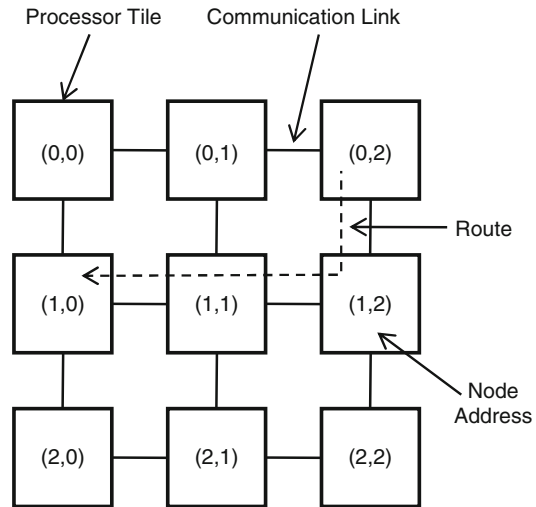 Processor Tile
Communication Link
(0,0)
(0,1)
(0,2)
Route
(1,0)
(1,1)
(1,2)
Node
Address
(2,0)
(2,1)
(2,2)